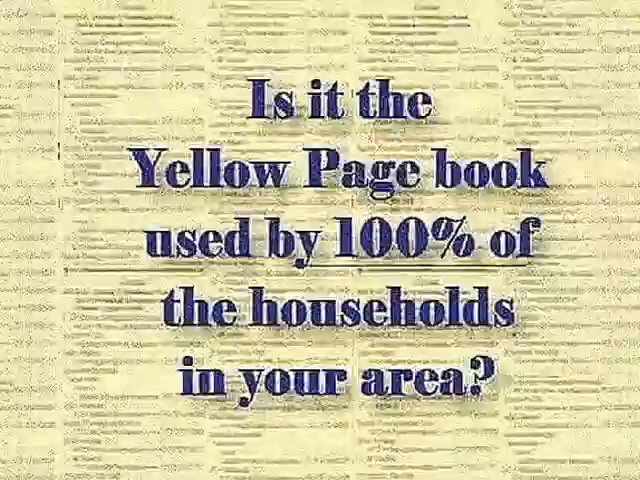 Is it the
Yellow Page book
used by 100% of
the households
in your area?